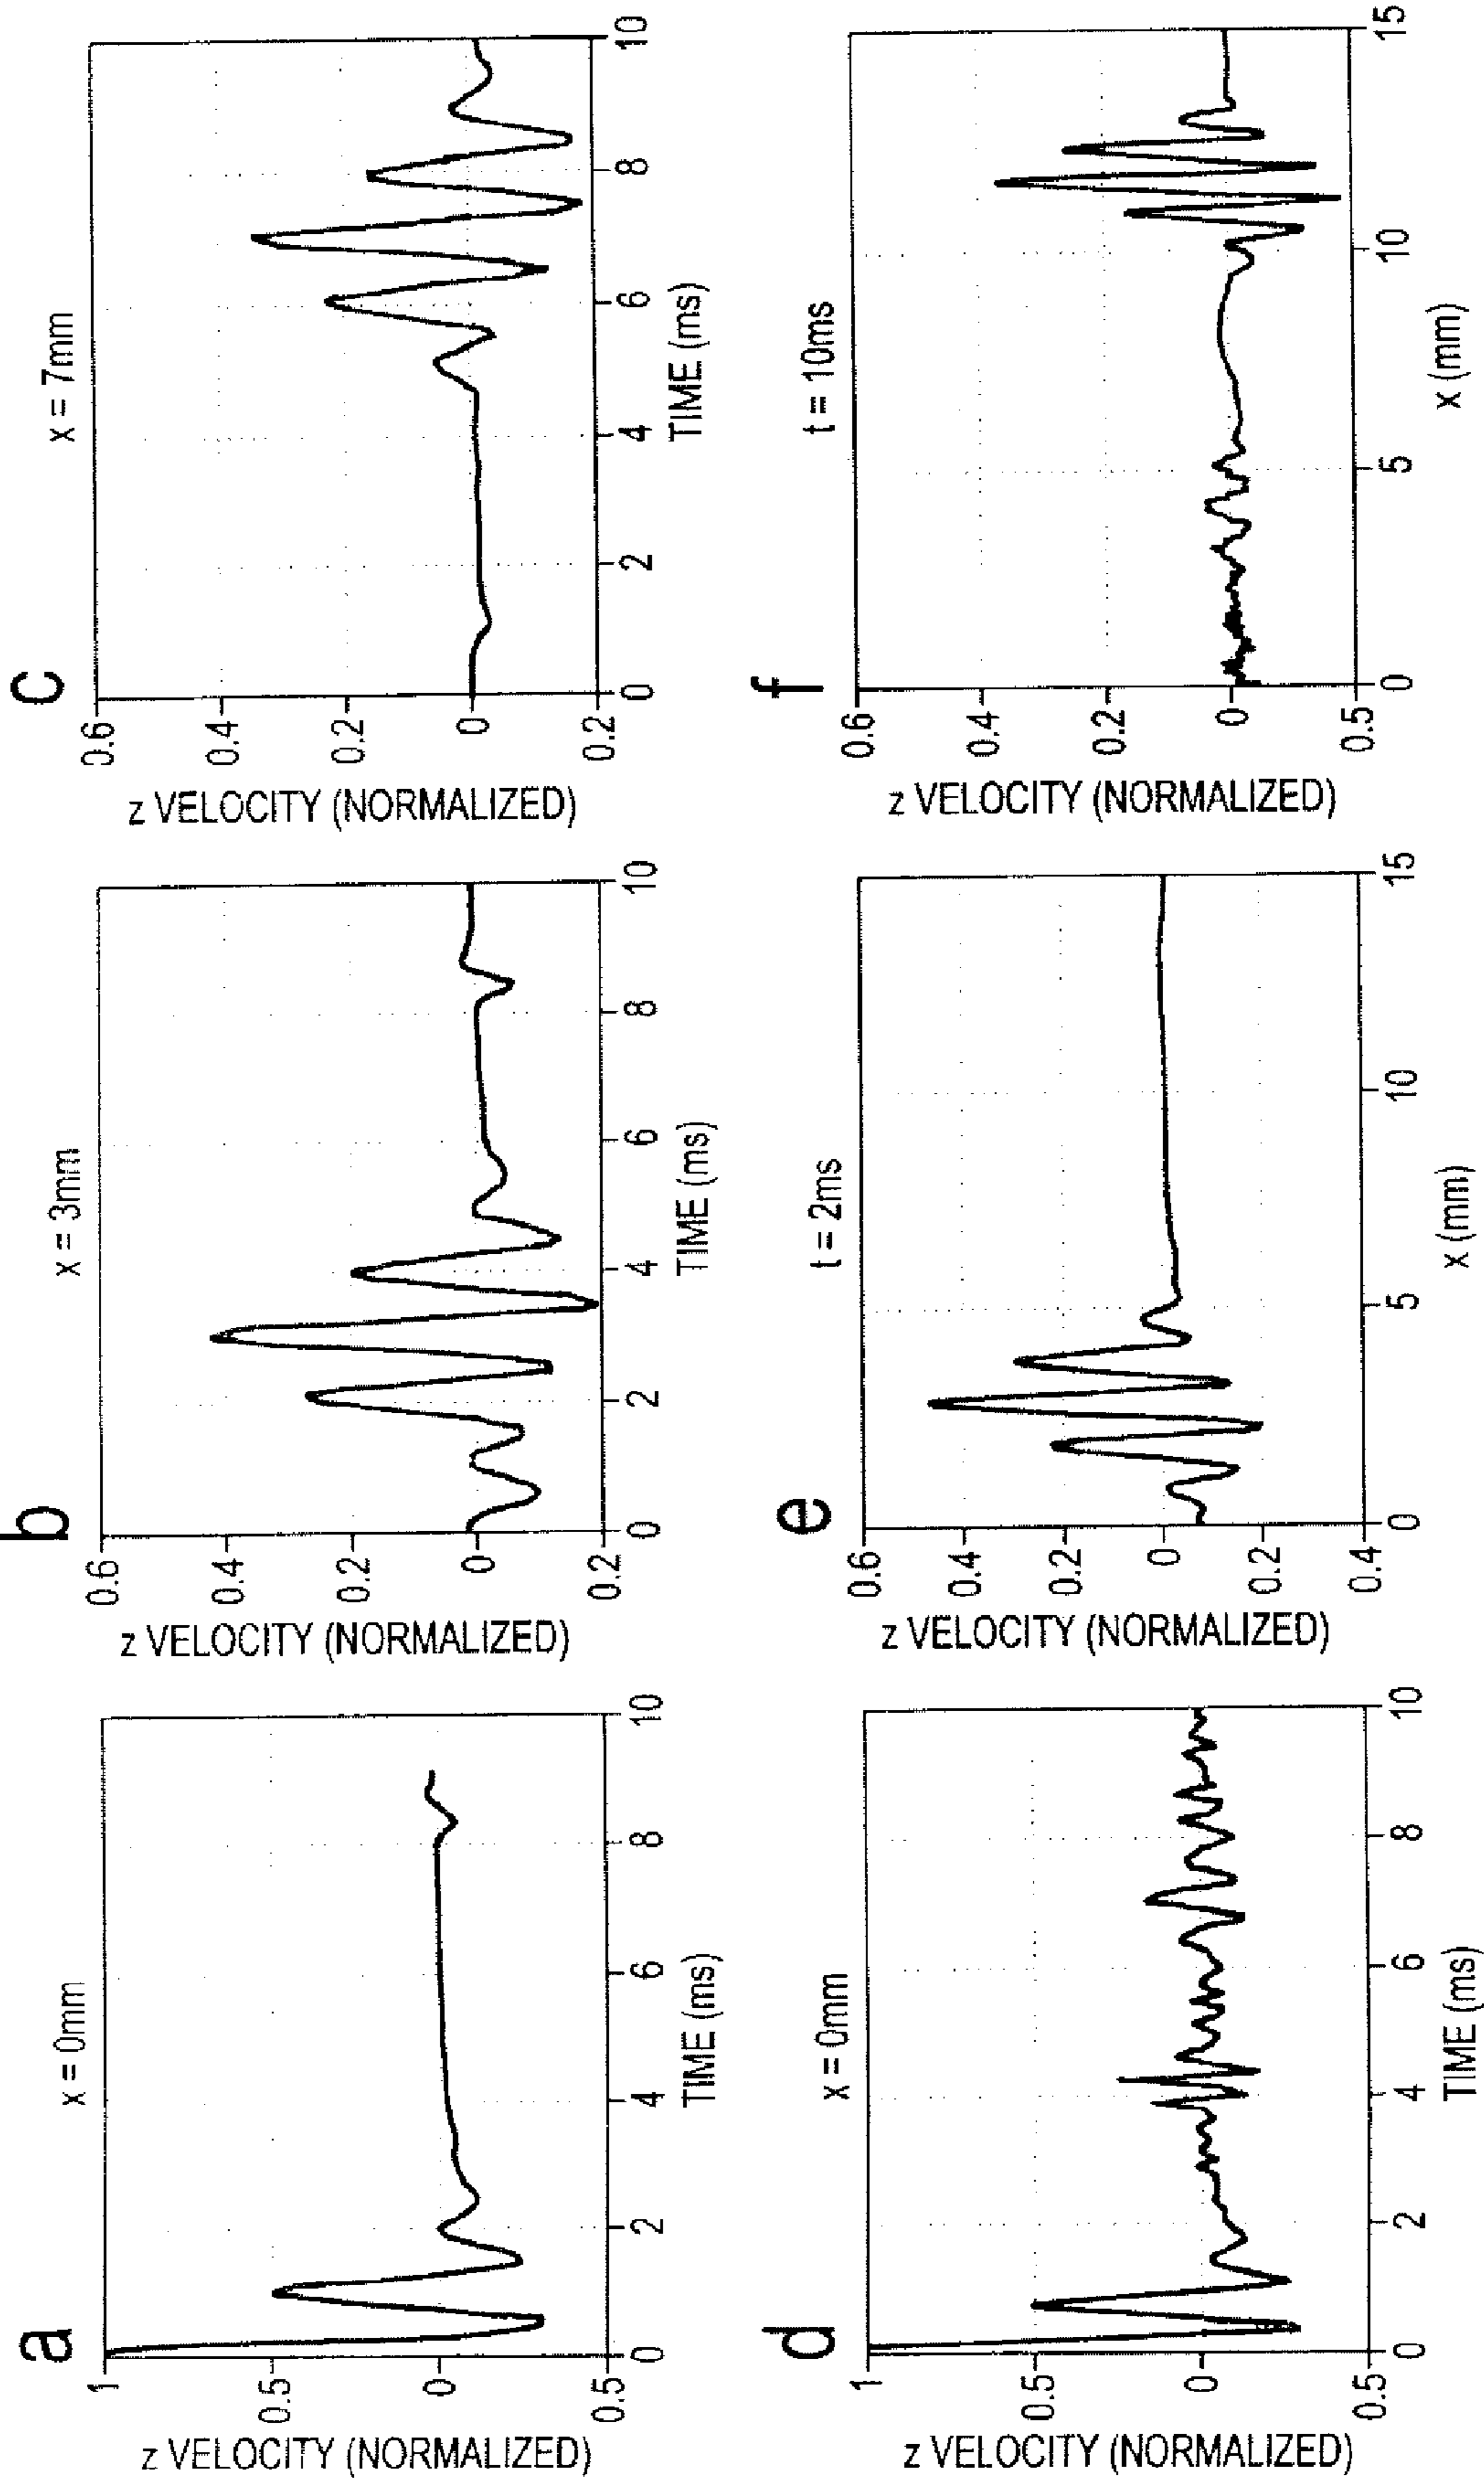 a
x = 0mm
1
0.5
0
0.5
z VELOCITY (NORMALIZED)
0 2 4 6 8 10
TIME (ms)
b
x = 3mm
0.6
0.4
0.2
0
0.2
z VELOCITY (NORMALIZED)
0 2 4 6 8 10
TIME (ms)
c
x = 7mm
0.6
0.4
0.2
0
0.2
z VELOCITY (NORMALIZED)
0 2 4 6 8 10
TIME (ms)
d
x = 0mm
1
0.5
0
0.5
z VELOCITY (NORMALIZED)
0 2 4 6 8 10
TIME (ms)
e
t = 2ms
0.6
0.4
0.2
0
0.2
0.4
z VELOCITY (NORMALIZED)
0 5 10 15
x (mm)
f
t = 10ms
0.6
0.4
0.2
0
0.5
z VELOCITY (NORMALIZED)
0 5 10 15
x (mm)